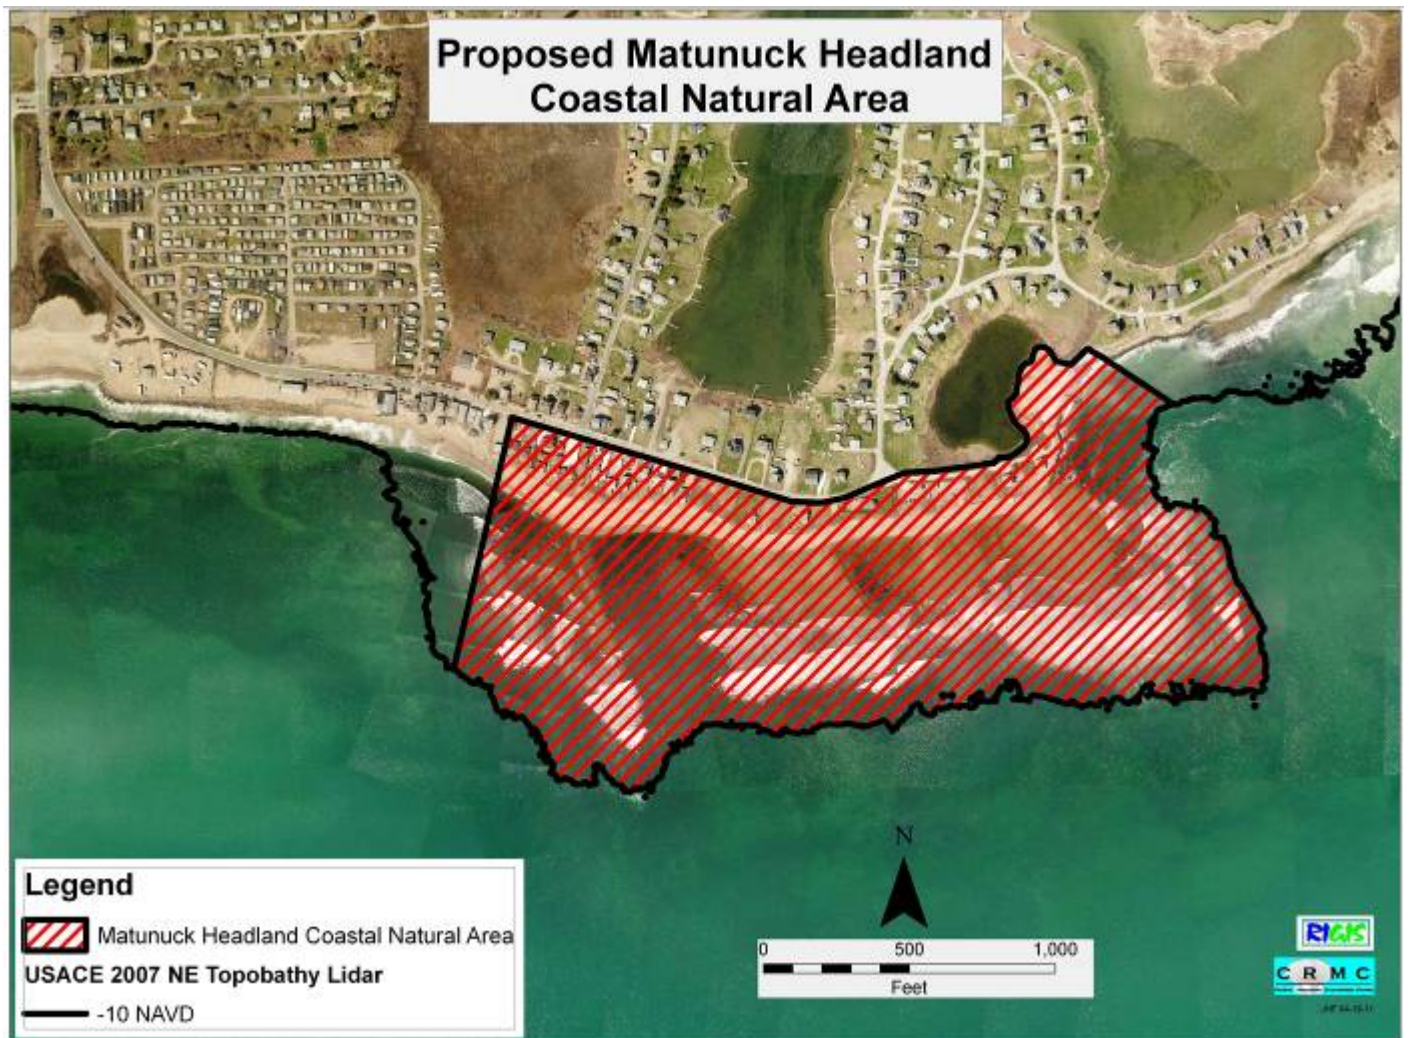 Proposed Matunuck Headland
Coastal Natural Area
N
Legend
Matunuck Headland Coastal Natural Area
USACE 2007 NE Topobathy Lidar
-10 NAVD
0 500 1,000
Feet
RIGIS
C R M C